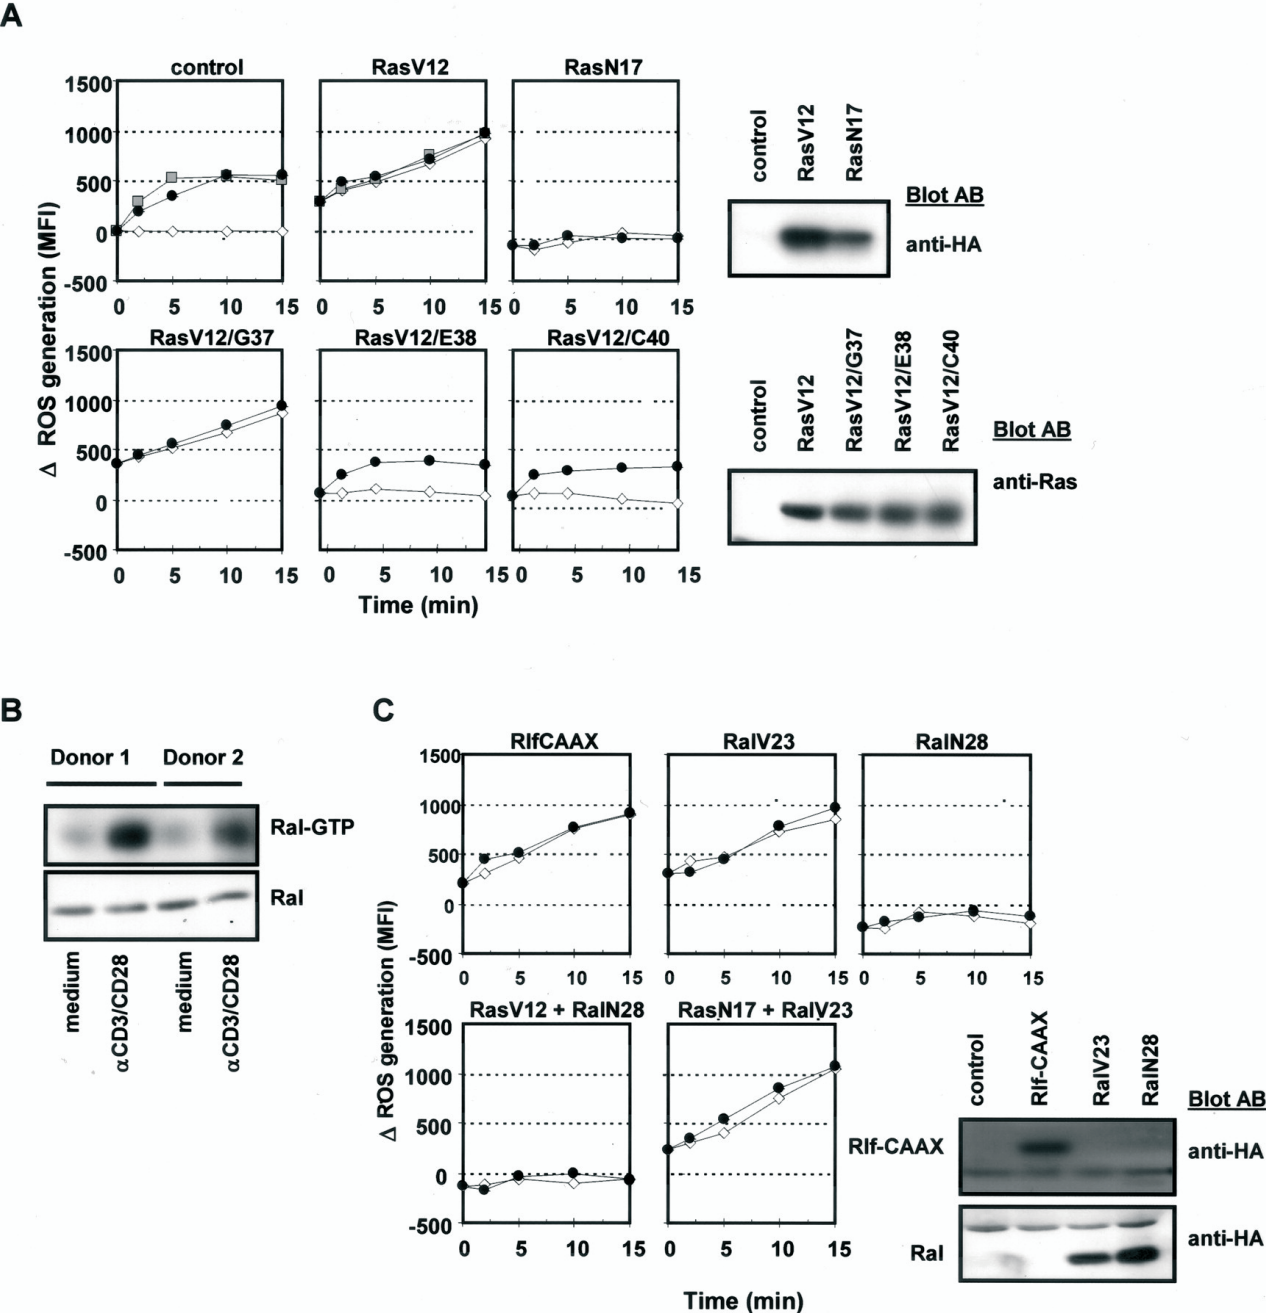 A
control RasV12 RasN17
1500
1000
500
0
-500
0 5 10 15 0 5 10 15 0 5 10 15
RasV12/G37 RasV12/E38 RasV12/C40
1500
1000
500
0
-500
0 5 10 15 0 5 10 15 0 5 10 15
Δ ROS generation (MFI)
Time (min)
control
RasV12
RasN17
Blot AB
anti-HA
control
RasV12
RasV12/G37
RasV12/E38
RasV12/C40
Blot AB
anti-Ras
B
Donor 1 Donor 2
Ral-GTP
Ral
medium
αCD3/CD28
medium
αCD3/CD28
C
RlfCAAX RalV23 RalN28
1500
1000
500
0
-500
0 5 10 15 0 5 10 15 0 5 10 15
RasV12 + RalN28 RasN17 + RalV23
1500
1000
500
0
-500
0 5 10 15 0 5 10 15
Δ ROS generation (MFI)
Time (min)
control
Rlf-CAAX
RalV23
RalN28
Blot AB
Rlf-CAAX
anti-HA
Ral
anti-HA